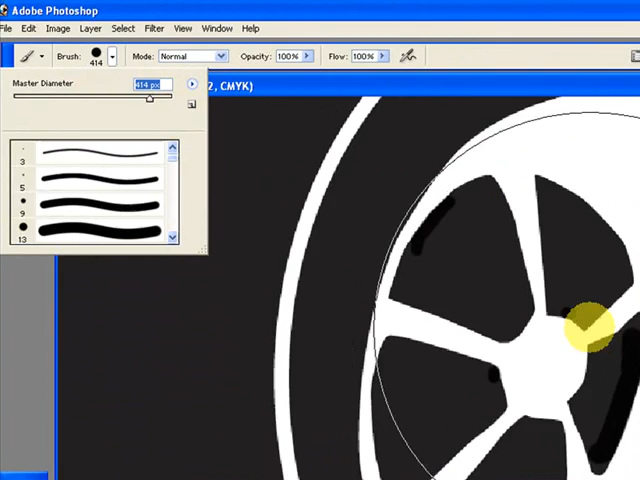 Adobe Photoshop
File Edit Image Layer Select Filter View Window Help
Brush: 414 Mode: Normal Opacity: 100% Flow: 100%
Master Diameter 414 px
2, CMYK)
3
5
9
13